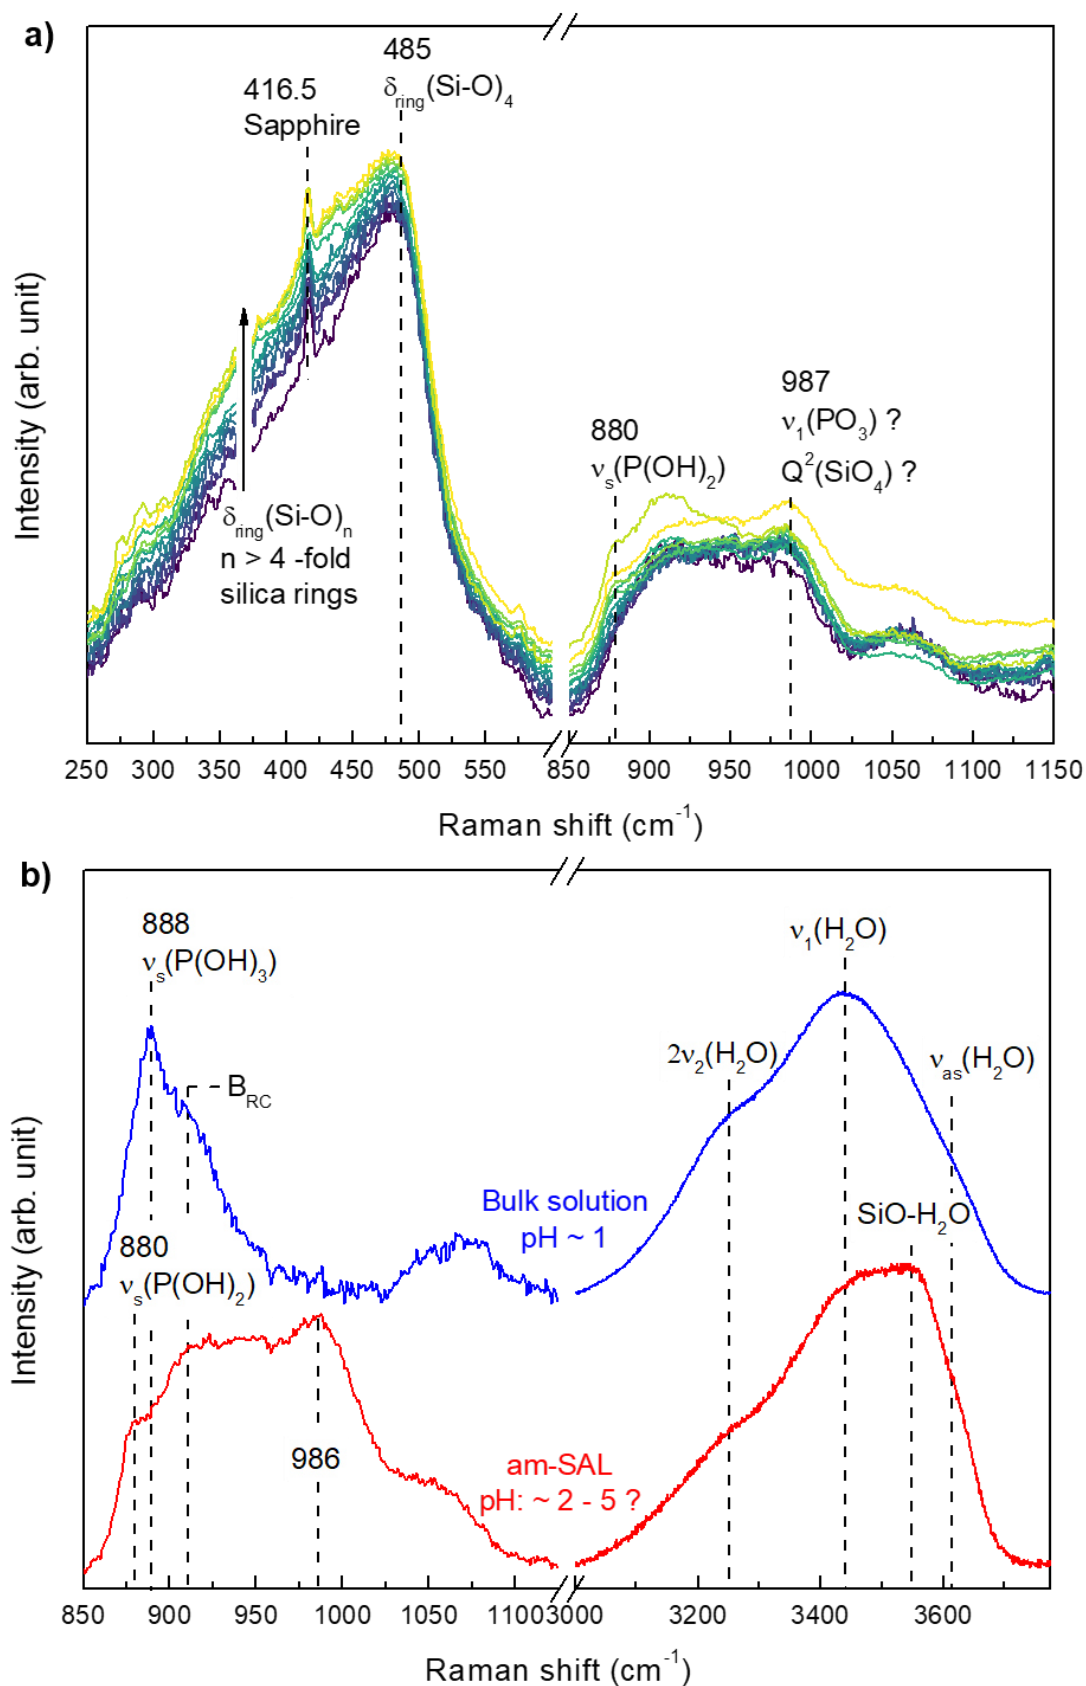 a)
485
δring(Si-O)4
416.5
Sapphire
987
ν1(PO3) ?
Q2(SiO4) ?
880
νs(P(OH)2)
δring(Si-O)n
n > 4 -fold
silica rings
Intensity (arb. unit)
250 300 350 400 450 500 550 850 900 950 1000 1050 1100 1150
Raman shift (cm-1)
b)
888
νs(P(OH)3)
ν1(H2O)
2ν2(H2O)
νas(H2O)
BRC
Bulk solution
pH ~ 1
SiO-H2O
880
νs(P(OH)2)
986
am-SAL
pH: ~ 2 - 5 ?
Intensity (arb. unit)
850 900 950 1000 1050 1100 3000 3200 3400 3600
Raman shift (cm-1)